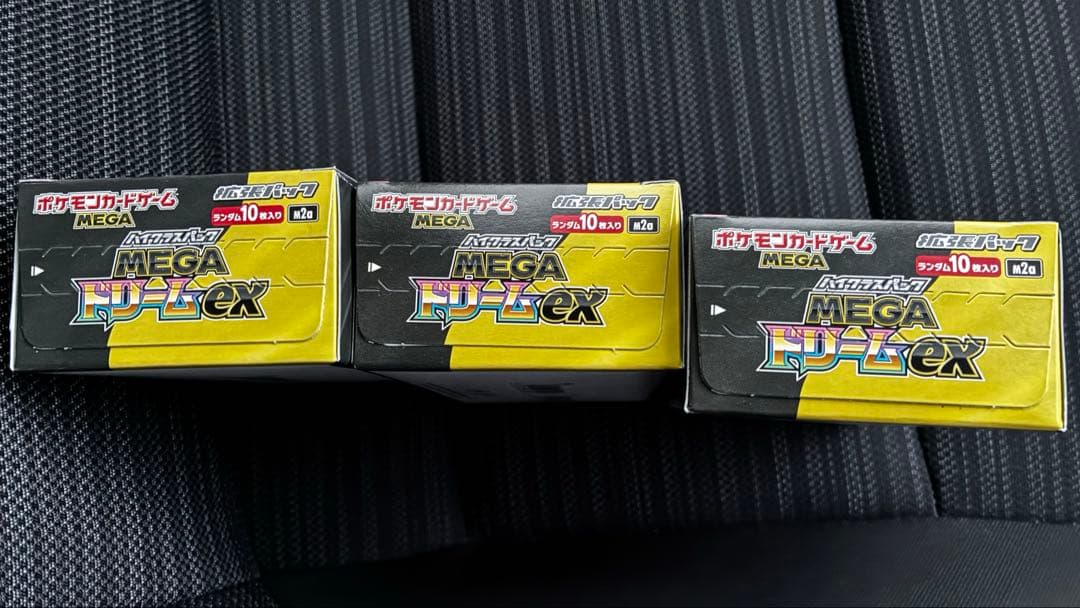 ポケモンカードゲーム
MEGA
拡張パック
ランダム10枚入り
M2a
ハイクラスパック
MEGA
ドリームex
ポケモンカードゲーム
MEGA
拡張パック
ランダム10枚入り
M2a
ハイクラスパック
MEGA
ドリームex
ポケモンカードゲーム
MEGA
拡張パック
ランダム10枚入り
M2a
ハイクラスパック
MEGA
ドリームex